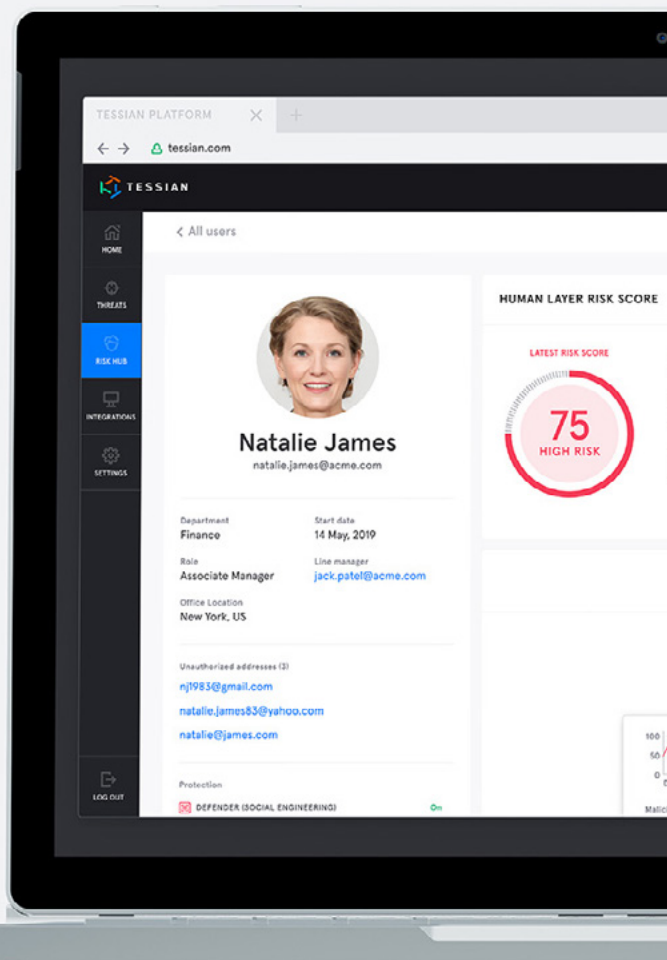 TESSIAN PLATFORM
tessian.com
TESSIAN
All users
HOME
THREATS
RISK HUB
INTEGRATIONS
SETTINGS
LOG OUT
Natalie James
natalie.james@acme.com
Department
Finance
Start date
14 May, 2019
Role
Associate Manager
Line manager
jack.patel@acme.com
Office Location
New York, US
Unauthorized addresses (3)
nj1983@gmail.com
natalie.james83@yahoo.com
natalie@james.com
Protection
DEFENDER (SOCIAL ENGINEERING)
On
HUMAN LAYER RISK SCORE
LATEST RISK SCORE
75
HIGH RISK
100
50
0